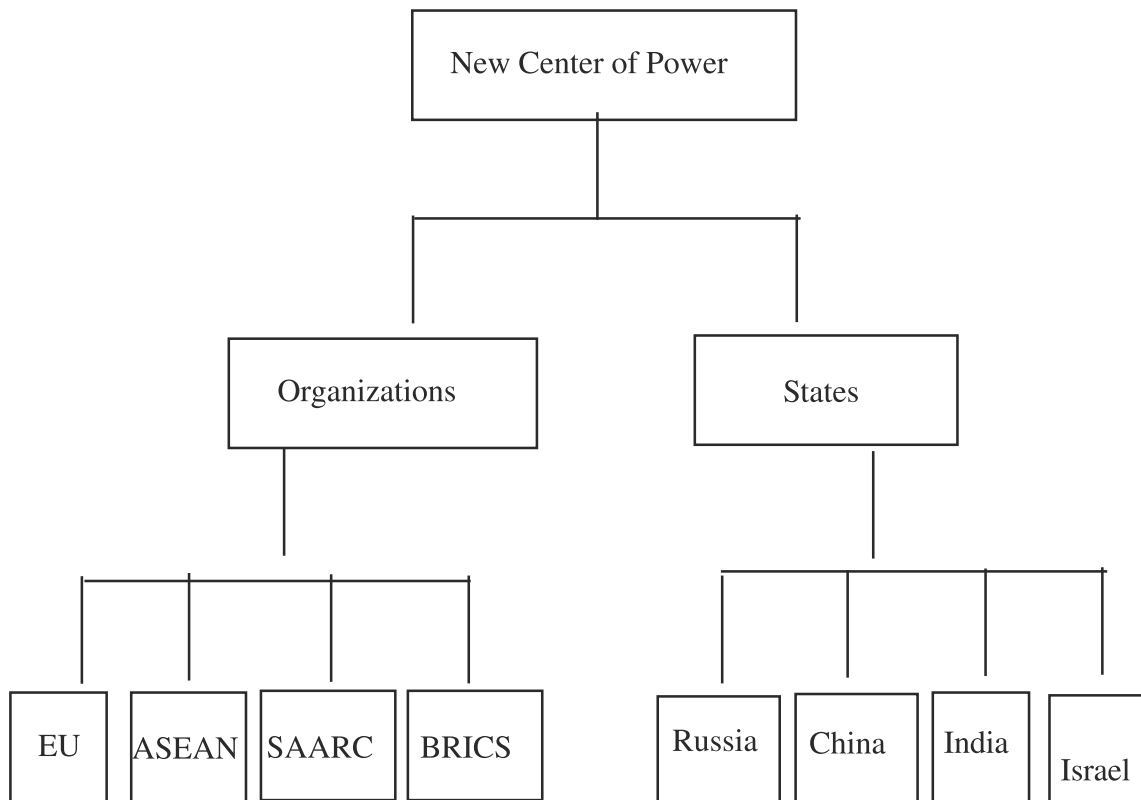 New Center of Power
Organizations
States
EU
ASEAN
SAARC
BRICS
Russia
China
India
Israel